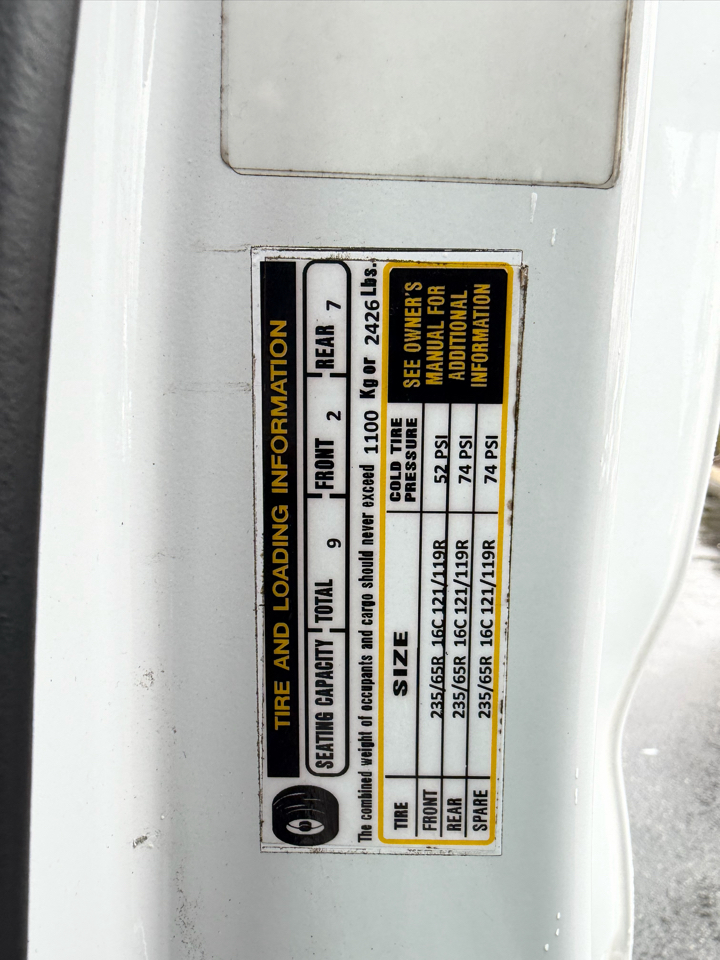 TIRE AND LOADING INFORMATION
SEATING CAPACITY TOTAL 9 FRONT 2 REAR 7
The combined weight of occupants and cargo should never exceed 1100 Kg or 2426 Lbs.
TIRE SIZE COLD TIRE PRESSURE
FRONT 235/65R 16C 121/119R 52 PSI
REAR 235/65R 16C 121/119R 74 PSI
SPARE 235/65R 16C 121/119R 74 PSI
SEE OWNER'S
MANUAL FOR
ADDITIONAL
INFORMATION